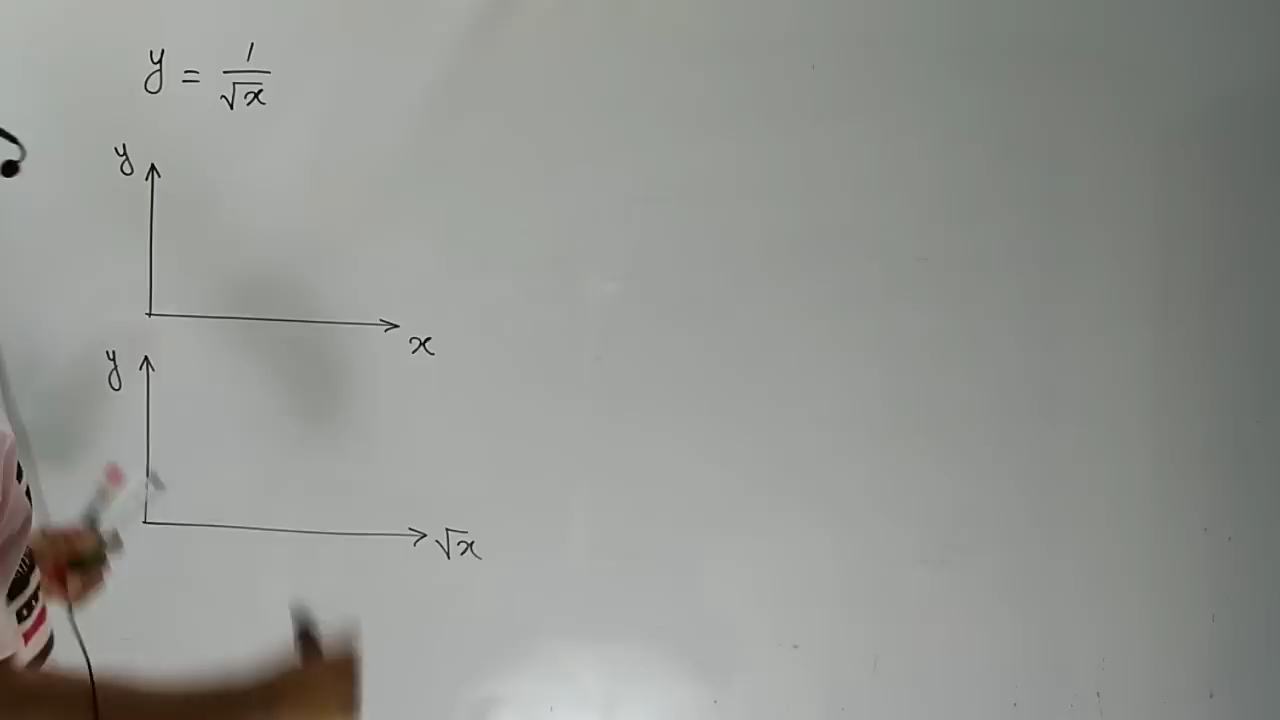 y = 1/√x
y
x
y
√x